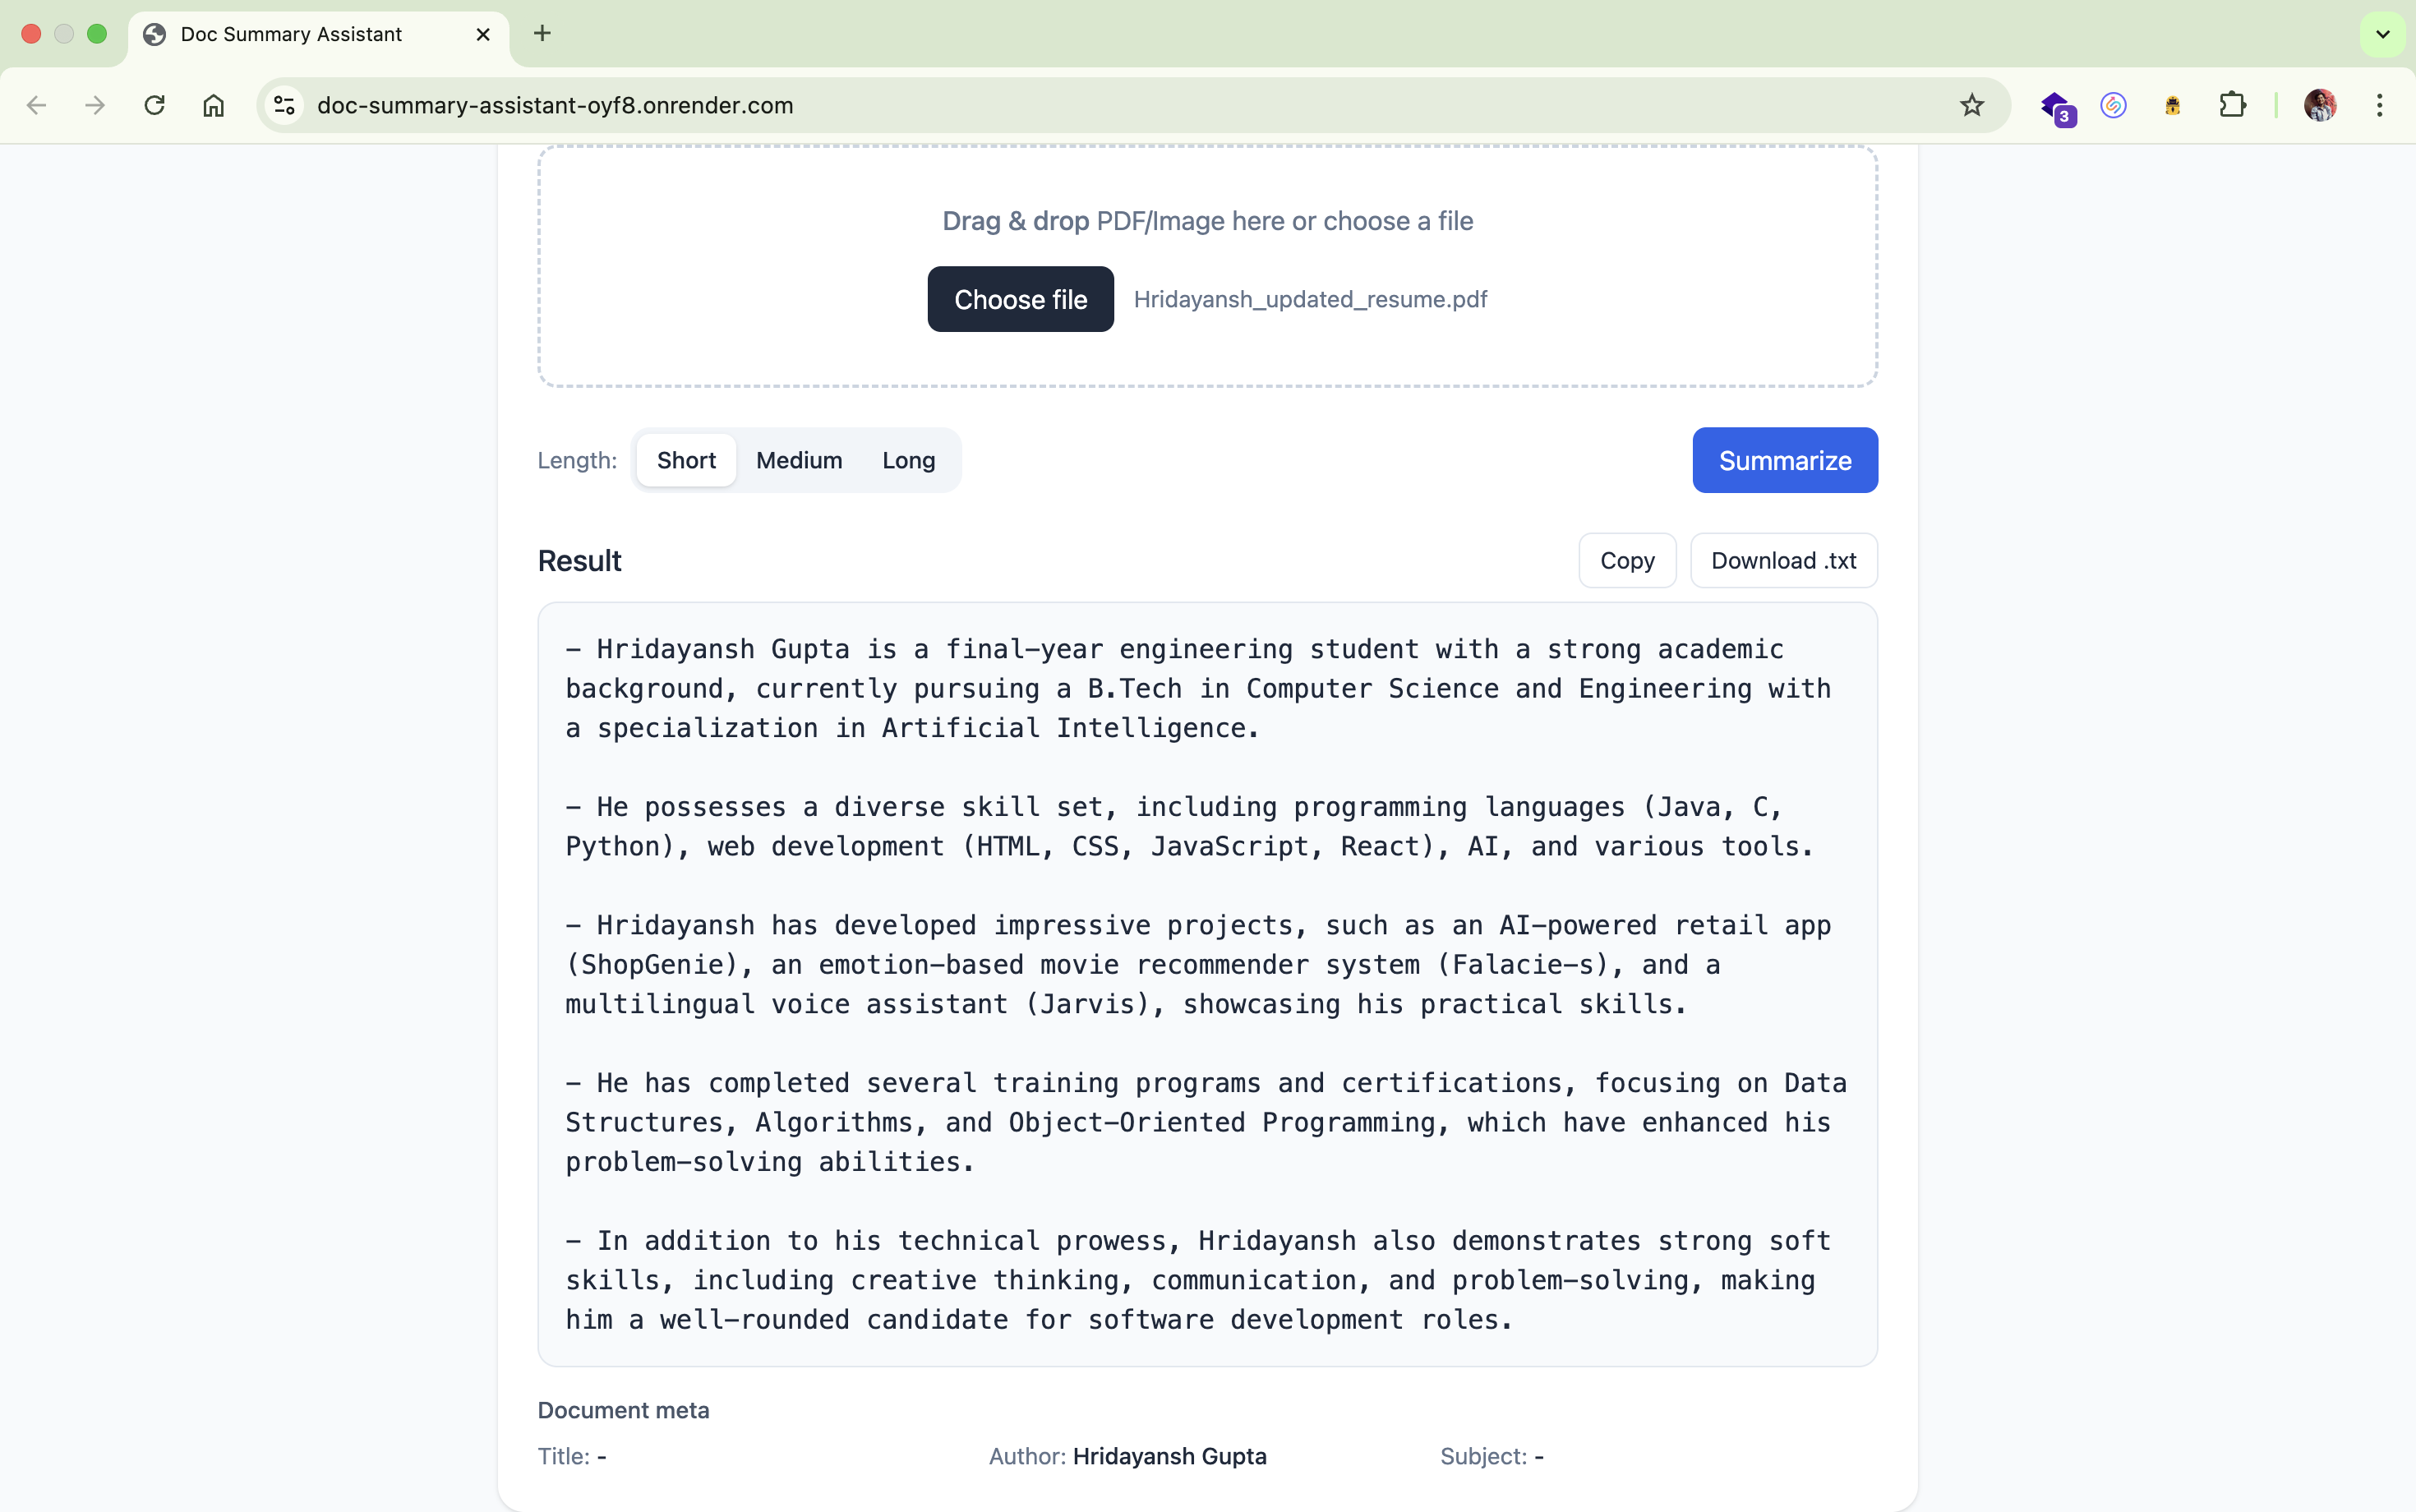 Doc Summary Assistant
doc-summary-assistant-oyf8.onrender.com
3
Drag & drop PDF/Image here or choose a file
Choose file Hridayansh_updated_resume.pdf
Length: Short Medium Long Summarize
Result Copy Download .txt
– Hridayansh Gupta is a final-year engineering student with a strong academic
background, currently pursuing a B.Tech in Computer Science and Engineering with
a specialization in Artificial Intelligence.
– He possesses a diverse skill set, including programming languages (Java, C,
Python), web development (HTML, CSS, JavaScript, React), AI, and various tools.
– Hridayansh has developed impressive projects, such as an AI-powered retail app
(ShopGenie), an emotion-based movie recommender system (Falacie-s), and a
multilingual voice assistant (Jarvis), showcasing his practical skills.
– He has completed several training programs and certifications, focusing on Data
Structures, Algorithms, and Object-Oriented Programming, which have enhanced his
problem-solving abilities.
– In addition to his technical prowess, Hridayansh also demonstrates strong soft
skills, including creative thinking, communication, and problem-solving, making
him a well-rounded candidate for software development roles.
Document meta
Title: - Author: Hridayansh Gupta Subject: -